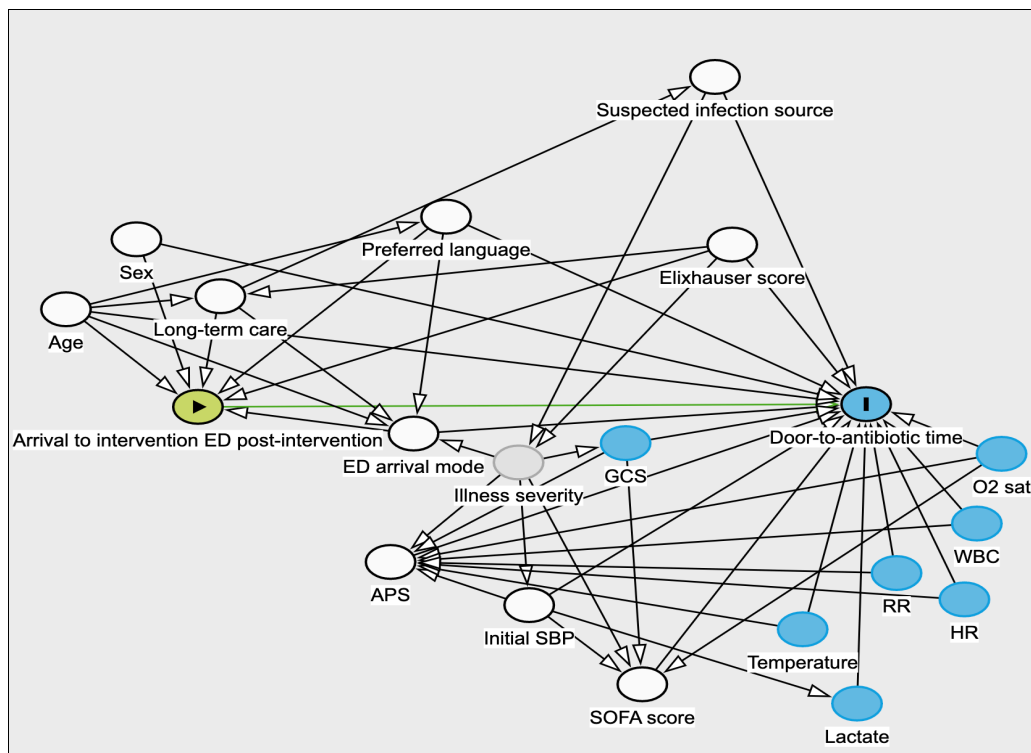 Suspected infection source
Preferred language
Sex
Elixhauser score
Long-term care
Age
Arrival to intervention ED post-intervention
Door-to-antibiotic time
ED arrival mode
GCS
O2 sat
Illness severity
WBC
APS
RR
HR
Initial SBP
Temperature
SOFA score
Lactate